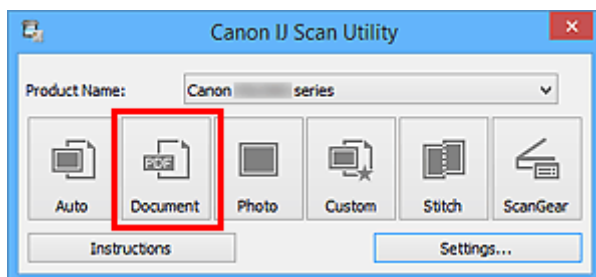 Canon IJ Scan Utility
Product Name: Canon series
PDF
Auto Document Photo Custom Stitch ScanGear
Instructions Settings...